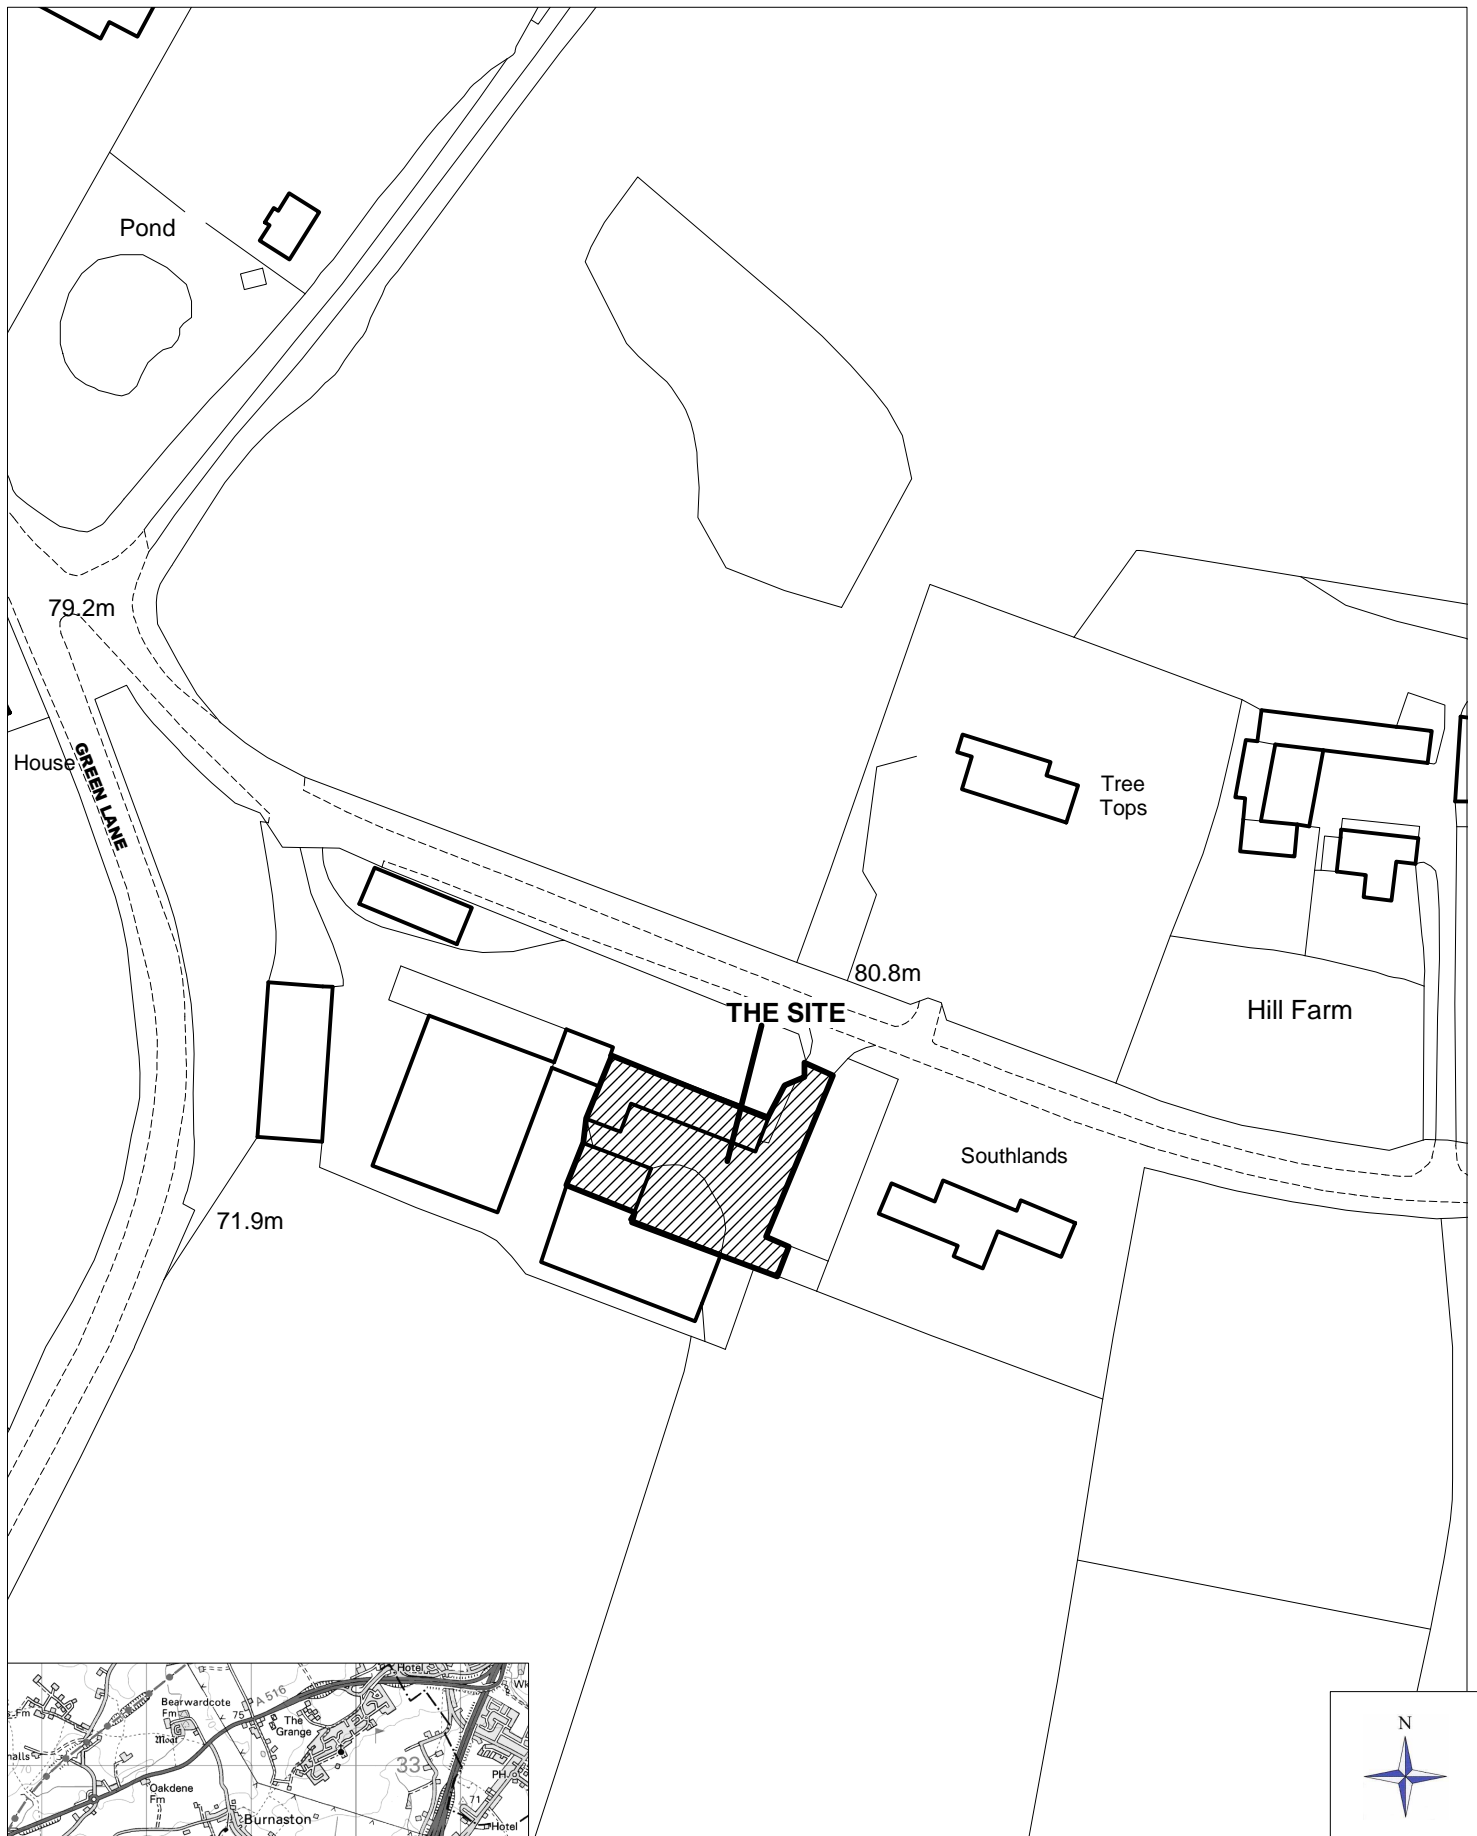 Pond
79.2m
House
GREEN LANE
Tree
Tops
80.8m
THE SITE
Hill Farm
Southlands
71.9m
Hotel
Bearwardcote
Fm
Moat
75
A 516
The
Grange
Fm
33
PH
Oakdene
Fm
71
Burnaston
Hotel
N